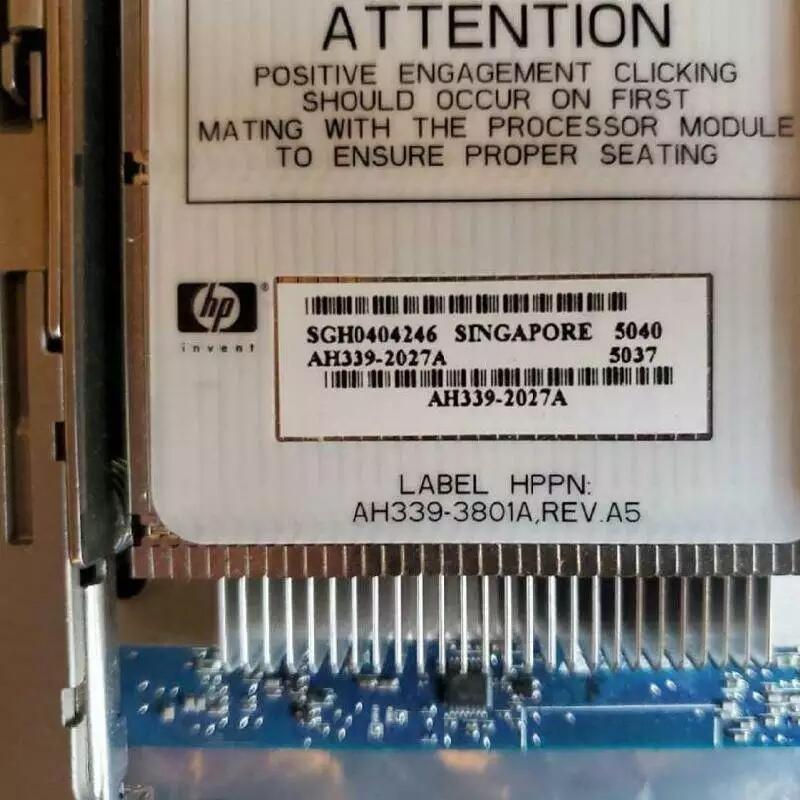 ATTENTION
POSITIVE ENGAGEMENT CLICKING
SHOULD OCCUR ON FIRST
MATING WITH THE PROCESSOR MODULE
TO ENSURE PROPER SEATING
hp®
invent
SGH0404246 SINGAPORE 5040
AH339-2027A 5037
AH339-2027A
LABEL HPPN:
AH339-3801A,REV.A5